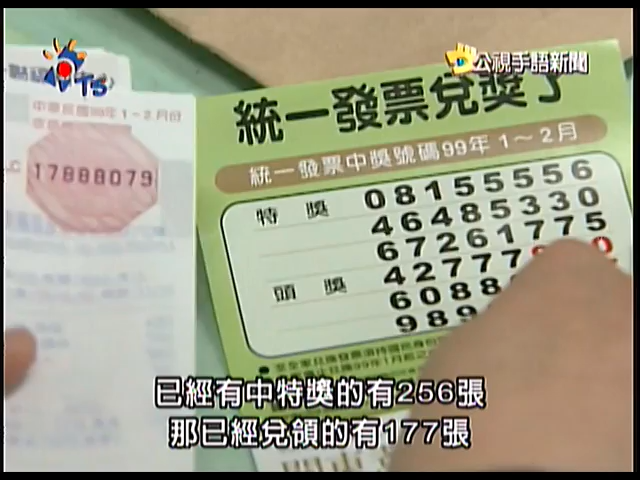 PTS
公視手語新聞
中華民國99年1~2月份
17888079
統一發票兌獎了
統一發票中獎號碼99年1~2月
特獎 08155556
46485330
67261775
頭獎 42777
6088
989
已經有中特獎的有256張
那已經兌領的有177張